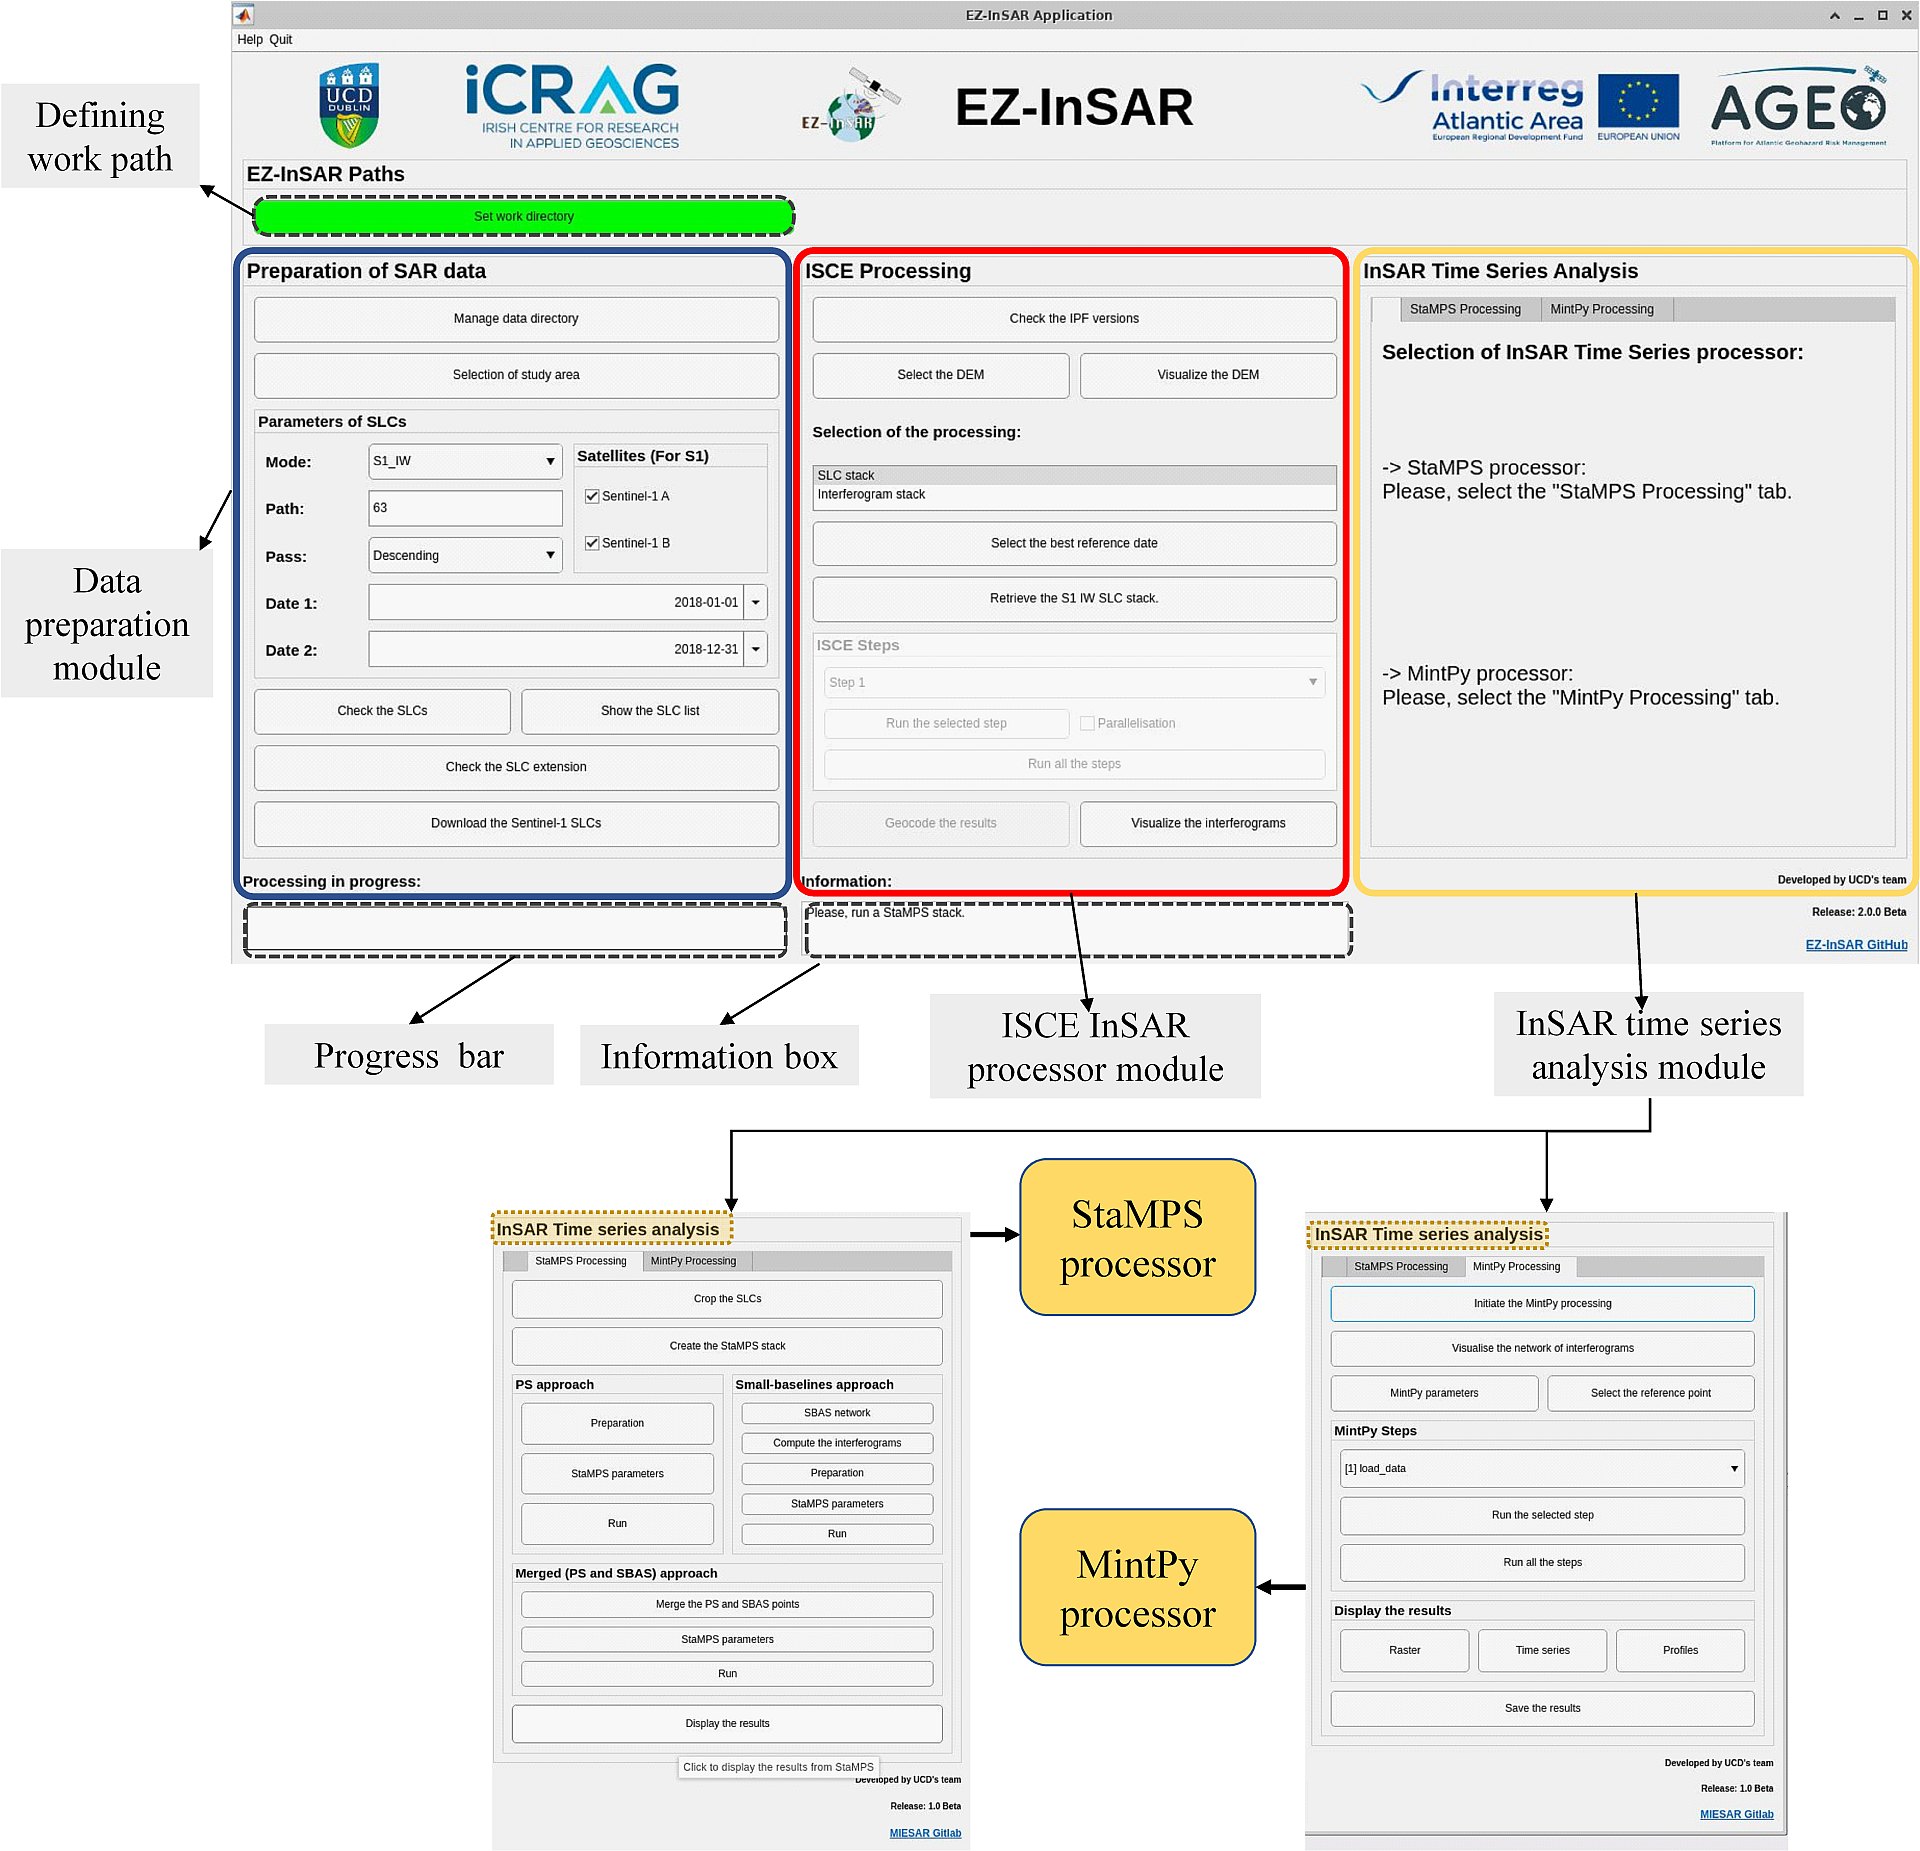 EZ-InSAR Application
Help Quit
UCD
DUBLIN
iCRAG
IRISH CENTRE FOR RESEARCH
IN APPLIED GEOSCIENCES
EZ-InSAR
EZ-InSAR
Interreg
Atlantic Area
European Regional Development Fund
EUROPEAN UNION
AGEO
Platform for Atlantic Geohazard Risk Management
Defining
work path
EZ-InSAR Paths
Set work directory
Data
preparation
module
Preparation of SAR data
Manage data directory
Selection of study area
Parameters of SLCs
Mode:
S1_IW
Satellites (For S1)
Sentinel-1 A
Path:
63
Sentinel-1 B
Pass:
Descending
Date 1:
2018-01-01
Date 2:
2018-12-31
Check the SLCs
Show the SLC list
Check the SLC extension
Download the Sentinel-1 SLCs
Processing in progress:
ISCE Processing
Check the IPF versions
Select the DEM
Visualize the DEM
Selection of the processing:
SLC stack
Interferogram stack
Select the best reference date
Retrieve the S1 IW SLC stack.
ISCE Steps
Step 1
Run the selected step
Parallelisation
Run all the steps
Geocode the results
Visualize the interferograms
Information:
Please, run a StaMPS stack.
InSAR Time Series Analysis
StaMPS Processing
MintPy Processing
Selection of InSAR Time Series processor:
-> StaMPS processor:
Please, select the "StaMPS Processing" tab.
-> MintPy processor:
Please, select the "MintPy Processing" tab.
Developed by UCD's team
Release: 2.0.0 Beta
EZ-InSAR GitHub
Progress bar
Information box
ISCE InSAR
processor module
InSAR time series
analysis module
InSAR Time series analysis
StaMPS Processing
MintPy Processing
Crop the SLCs
Create the StaMPS stack
PS approach
Preparation
StaMPS parameters
Run
Small-baselines approach
SBAS network
Compute the interferograms
Preparation
StaMPS parameters
Run
Merged (PS and SBAS) approach
Merge the PS and SBAS points
StaMPS parameters
Run
Display the results
Click to display the results from StaMPS
Developed by UCD's team
Release: 1.0 Beta
MIESAR Gitlab
StaMPS
processor
MintPy
processor
InSAR Time series analysis
StaMPS Processing
MintPy Processing
Initiate the MintPy processing
Visualise the network of interferograms
MintPy parameters
Select the reference point
MintPy Steps
[1] load_data
Run the selected step
Run all the steps
Display the results
Raster
Time series
Profiles
Save the results
Developed by UCD's team
Release: 1.0 Beta
MIESAR Gitlab